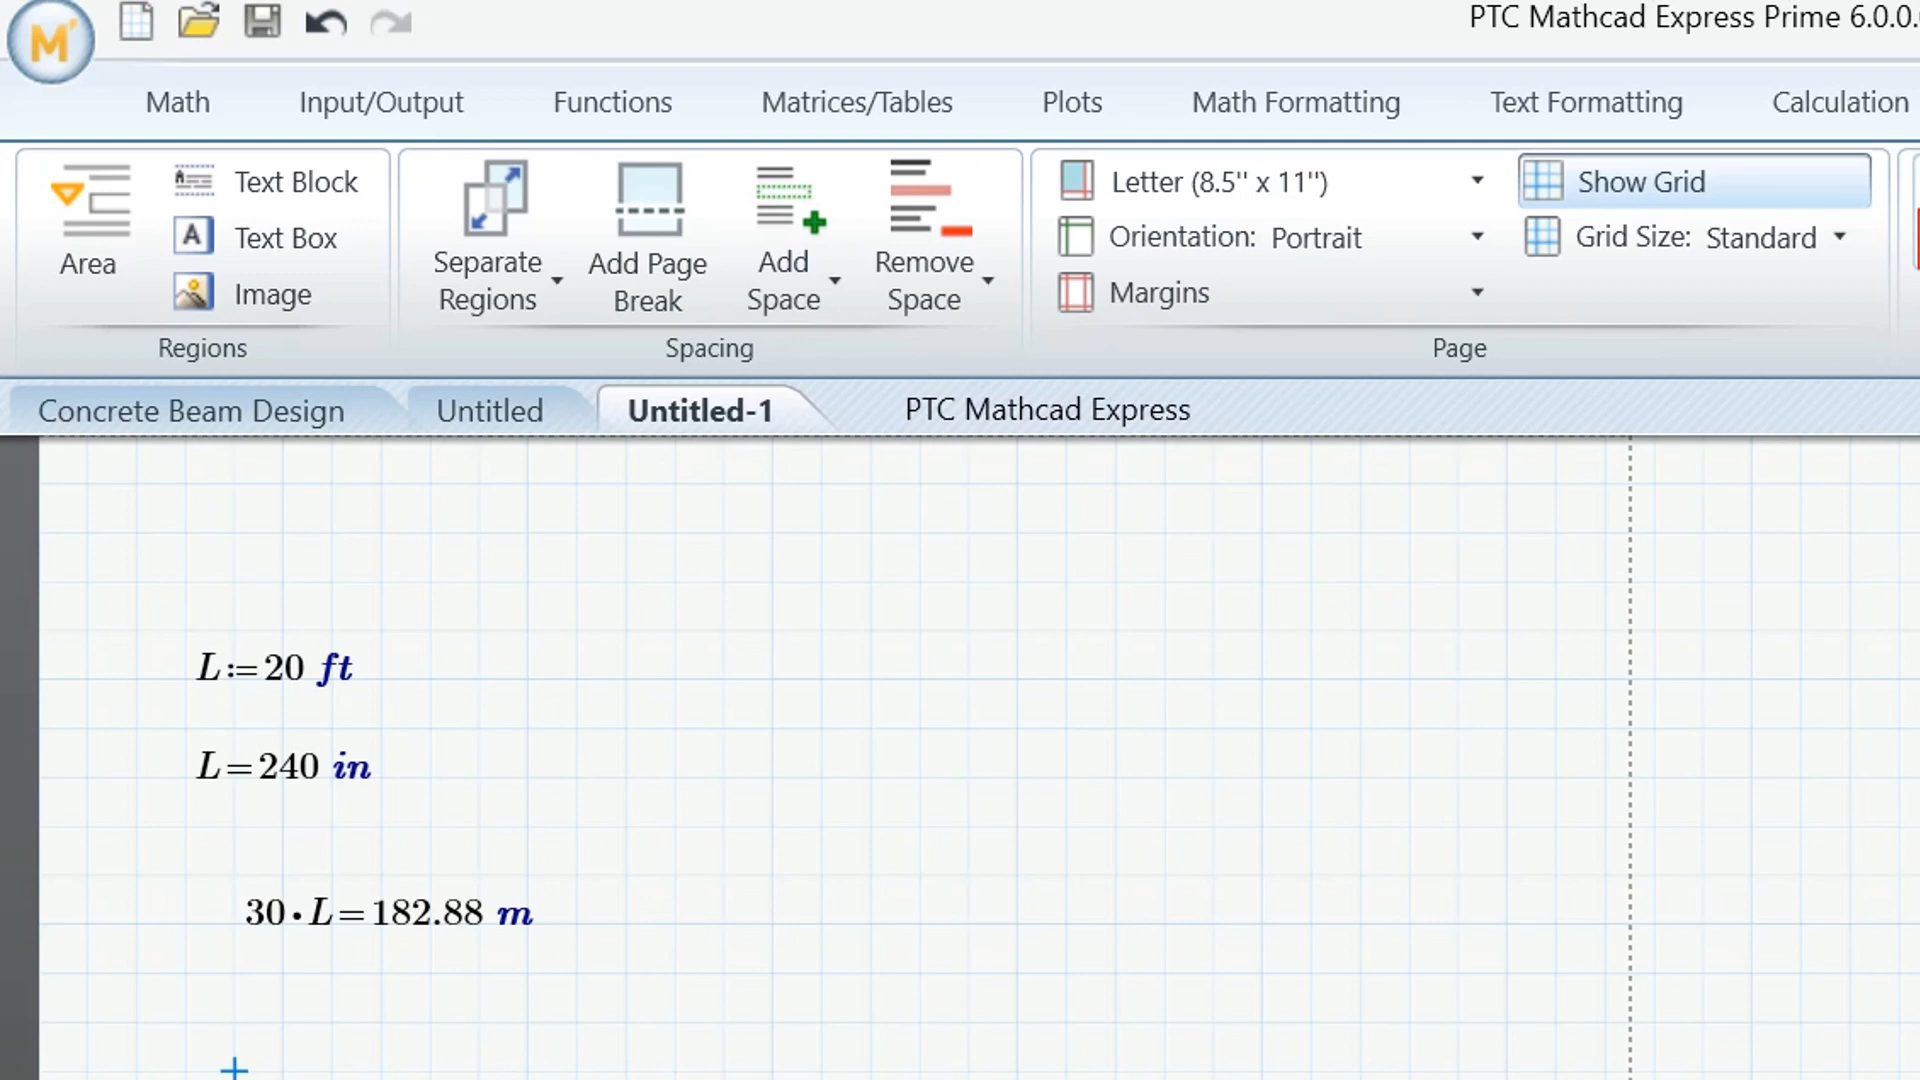 PTC Mathcad Express Prime 6.0.0.
Math Input/Output Functions Matrices/Tables Plots Math Formatting Text Formatting Calculation
Area
Text Block
Text Box
Image
Regions
Separate Regions
Add Page Break
Add Space
Remove Space
Spacing
Letter (8.5'' x 11'')
Orientation: Portrait
Margins
Show Grid
Grid Size: Standard
Page
Concrete Beam Design Untitled Untitled-1 PTC Mathcad Express
L:=20 ft
L=240 in
30·L=182.88 m